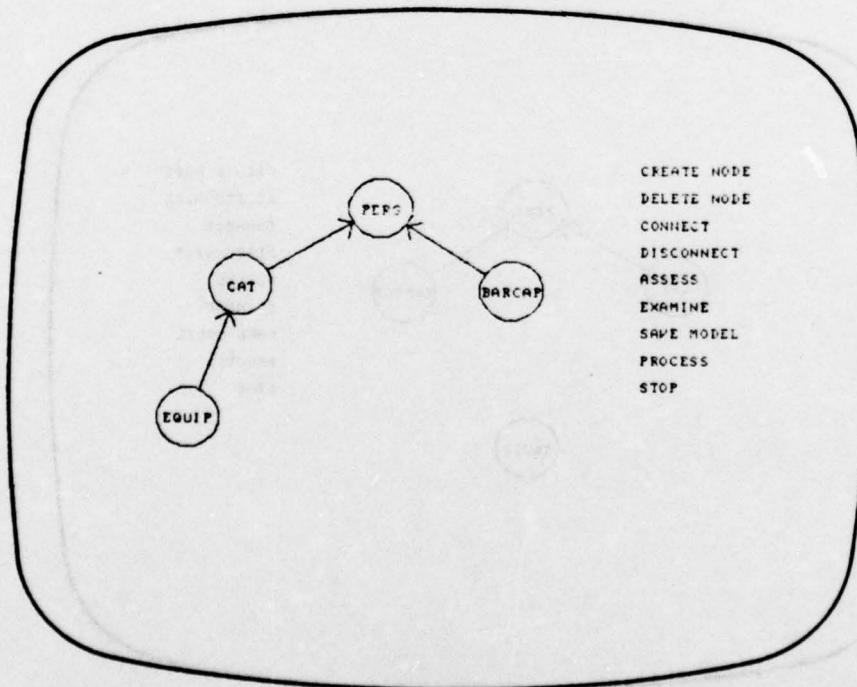 CREATE NODE
DELETE NODE
CONNECT
DISCONNECT
ASSESS
EXAMINE
SAVE MODEL
PROCESS
STOP
PERS
CAT
BARCAP
EQUIP